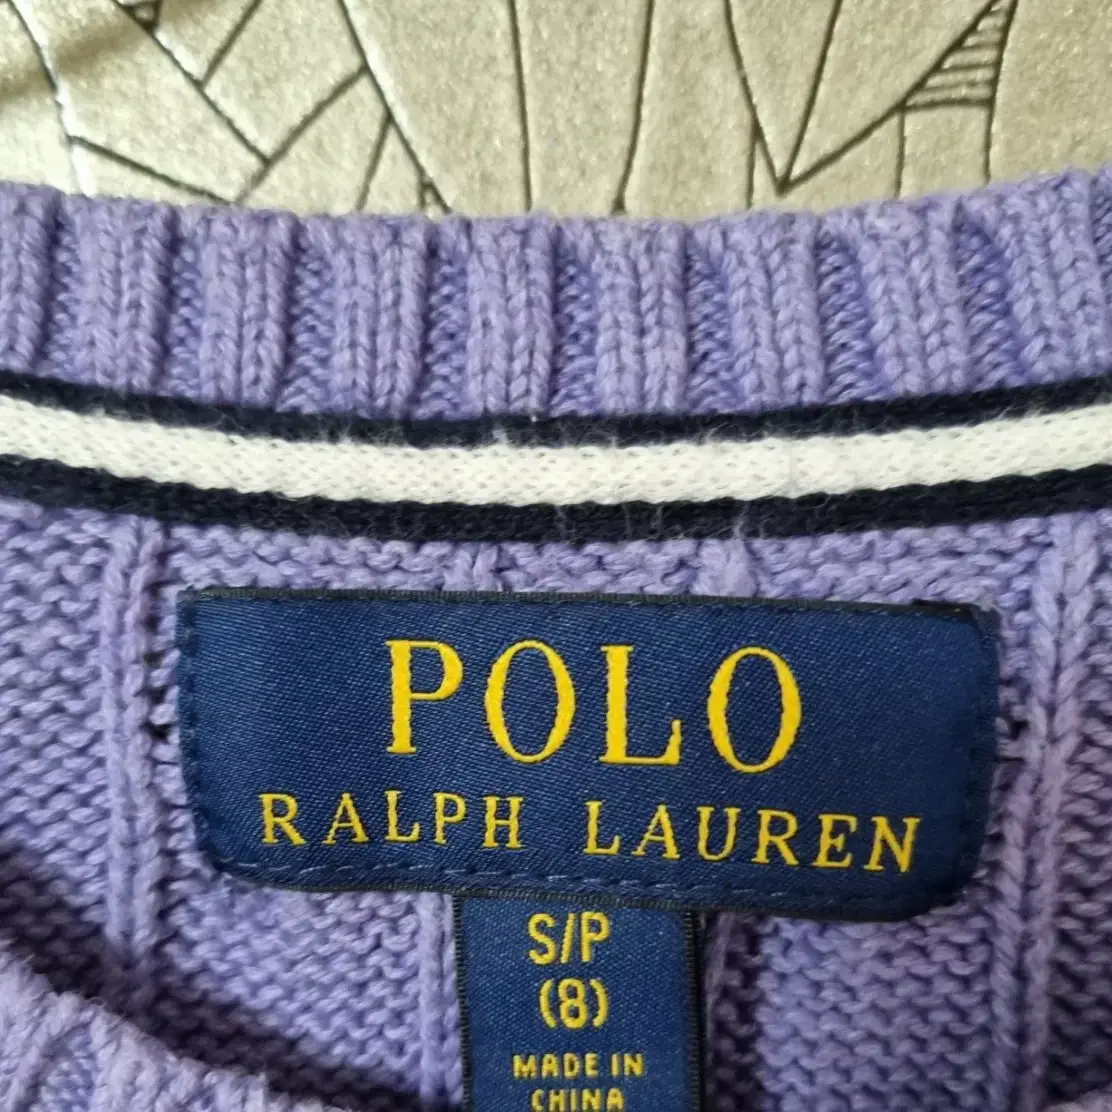 POLO
RALPH LAUREN
S/P
(8)
MADE IN
CHINA